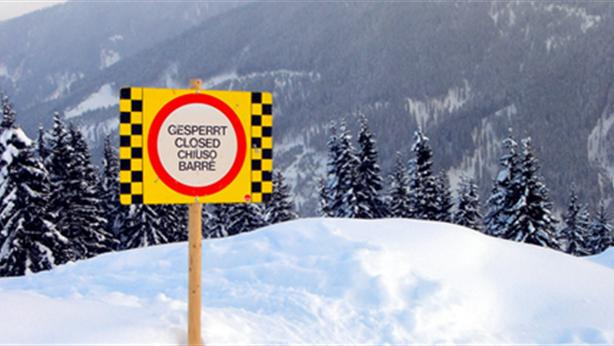 GESPERRT
CLOSED
CHIUSO
BARRÉ